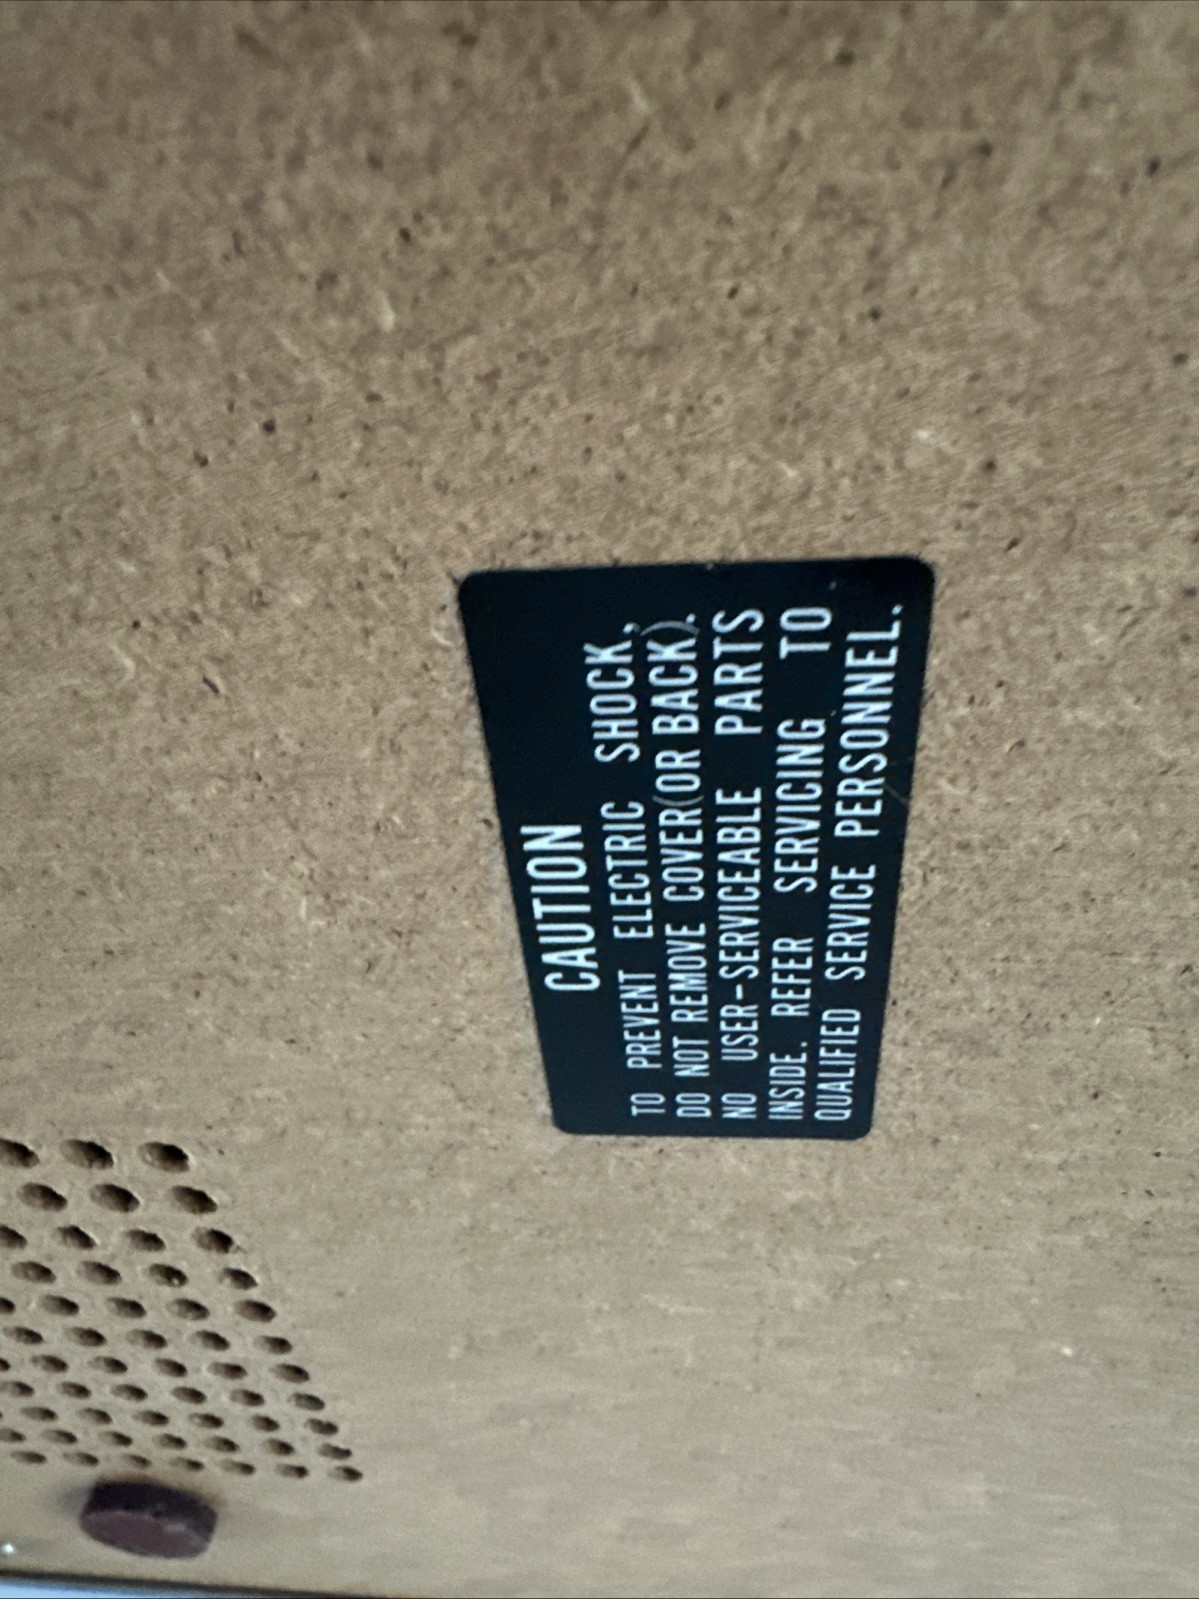 CAUTION
TO PREVENT ELECTRIC SHOCK,
DO NOT REMOVE COVER(OR BACK).
NO USER-SERVICEABLE PARTS
INSIDE. REFER SERVICING TO
QUALIFIED SERVICE PERSONNEL.